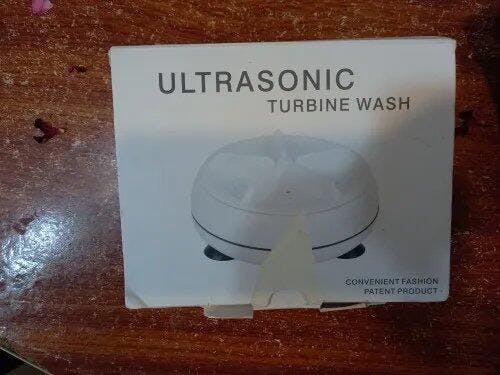 ULTRASONIC
TURBINE WASH
CONVENIENT FASHION
PATENT PRODUCT -